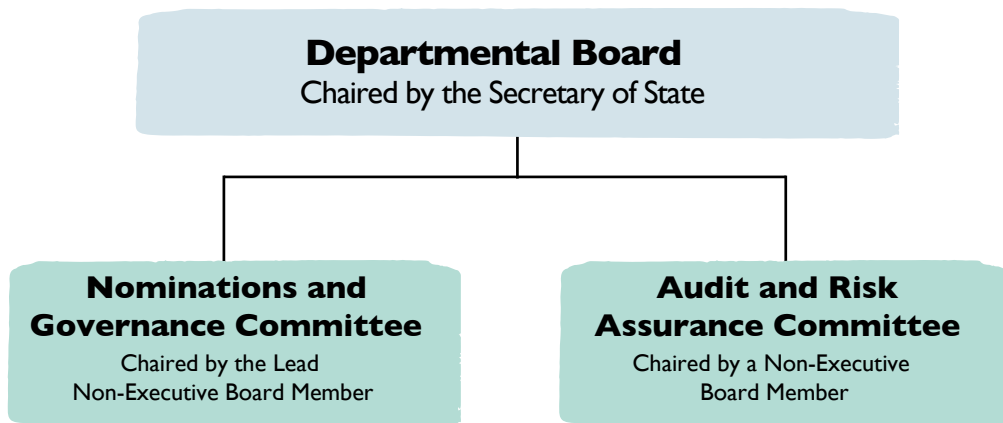 Departmental Board
Chaired by the Secretary of State
Nominations and
Governance Committee
Chaired by the Lead
Non-Executive Board Member
Audit and Risk
Assurance Committee
Chaired by a Non-Executive
Board Member